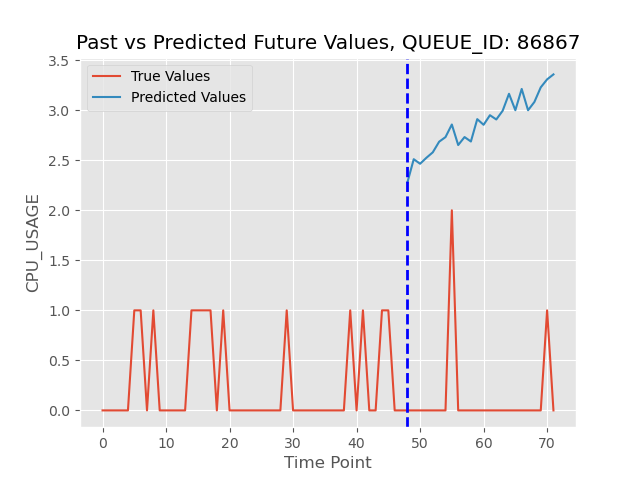 Past vs Predicted Future Values, QUEUE_ID: 86867
True Values
Predicted Values
CPU_USAGE
3.5
3.0
2.5
2.0
1.5
1.0
0.5
0.0
0 10 20 30 40 50 60 70
Time Point